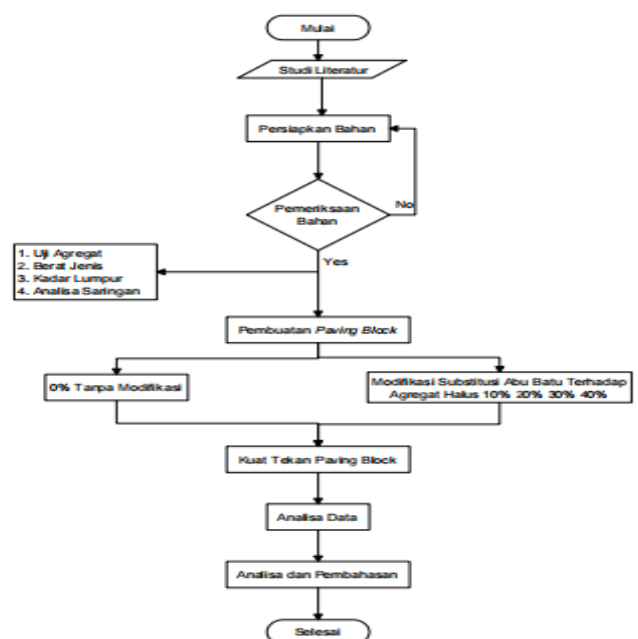 Mulai
Studi Literatur
Persiapkan Bahan
Pemeriksaan
Bahan
No
Yes
1. Uji Agregat
2. Berat Jenis
3. Kadar Lumpur
4. Analisa Saringan
Pembuatan Paving Block
0% Tanpa Modifikasi
Modifikasi Substitusi Abu Batu Terhadap
Agregat Halus 10% 20% 30% 40%
Kuat Tekan Paving Block
Analisa Data
Analisa dan Pembahasan
Selesai